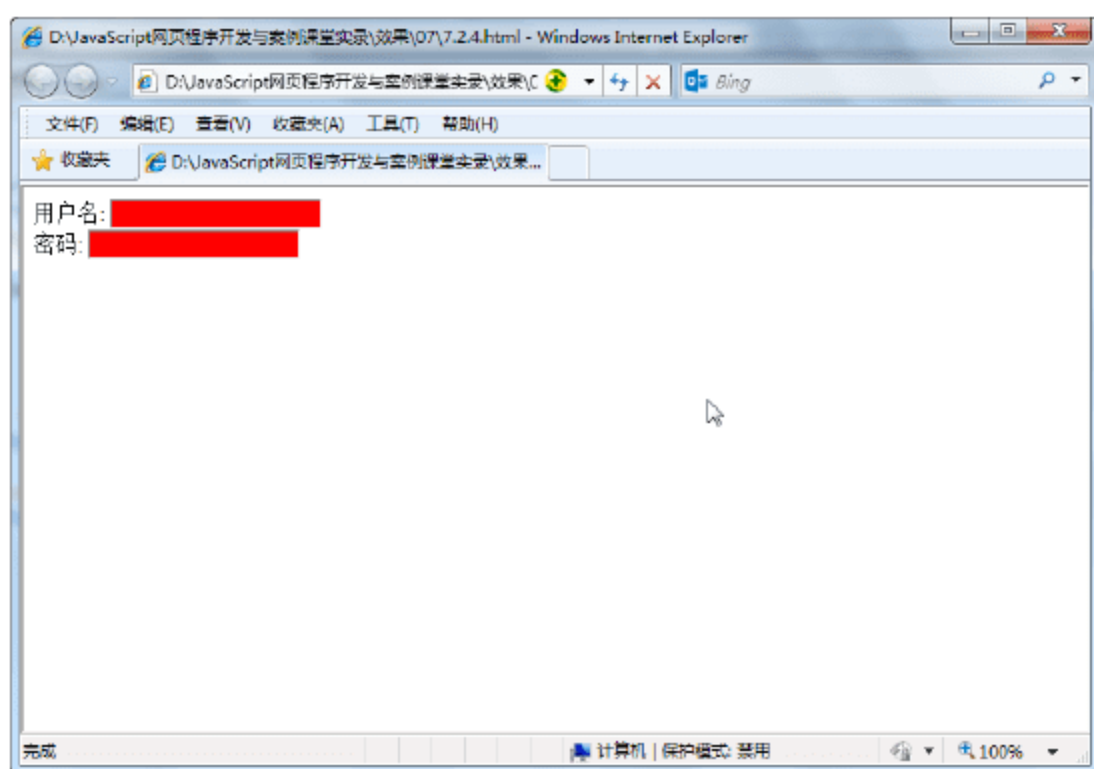 D:\JavaScript网页程序开发与案例课堂实录\效果\07\7.2.4.html - Windows Internet Explorer
D:\JavaScript网页程序开发与案例课堂实录\效果\0 Bing
文件(F) 编辑(E) 查看(V) 收藏夹(A) 工具(T) 帮助(H)
收藏夹 D:\JavaScript网页程序开发与案例课堂实录\效果...
用户名:
密码:
完成 计算机 | 保护模式: 禁用 100%